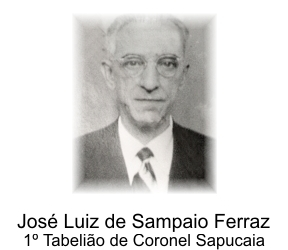 José Luiz de Sampaio Ferraz
1º Tabelião de Coronel Sapucaia